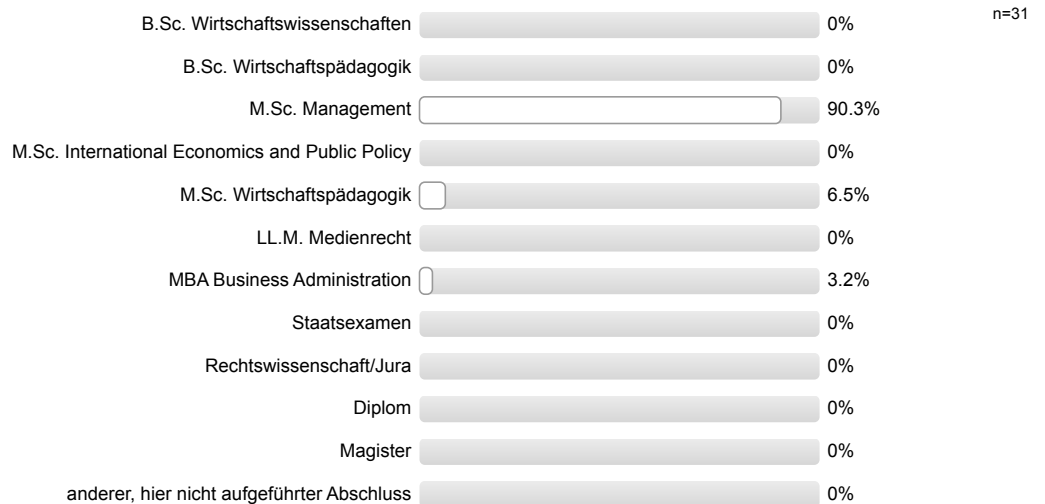 B.Sc. Wirtschaftswissenschaften 0% n=31
B.Sc. Wirtschaftspädagogik 0%
M.Sc. Management 90.3%
M.Sc. International Economics and Public Policy 0%
M.Sc. Wirtschaftspädagogik 6.5%
LL.M. Medienrecht 0%
MBA Business Administration 3.2%
Staatsexamen 0%
Rechtswissenschaft/Jura 0%
Diplom 0%
Magister 0%
anderer, hier nicht aufgeführter Abschluss 0%